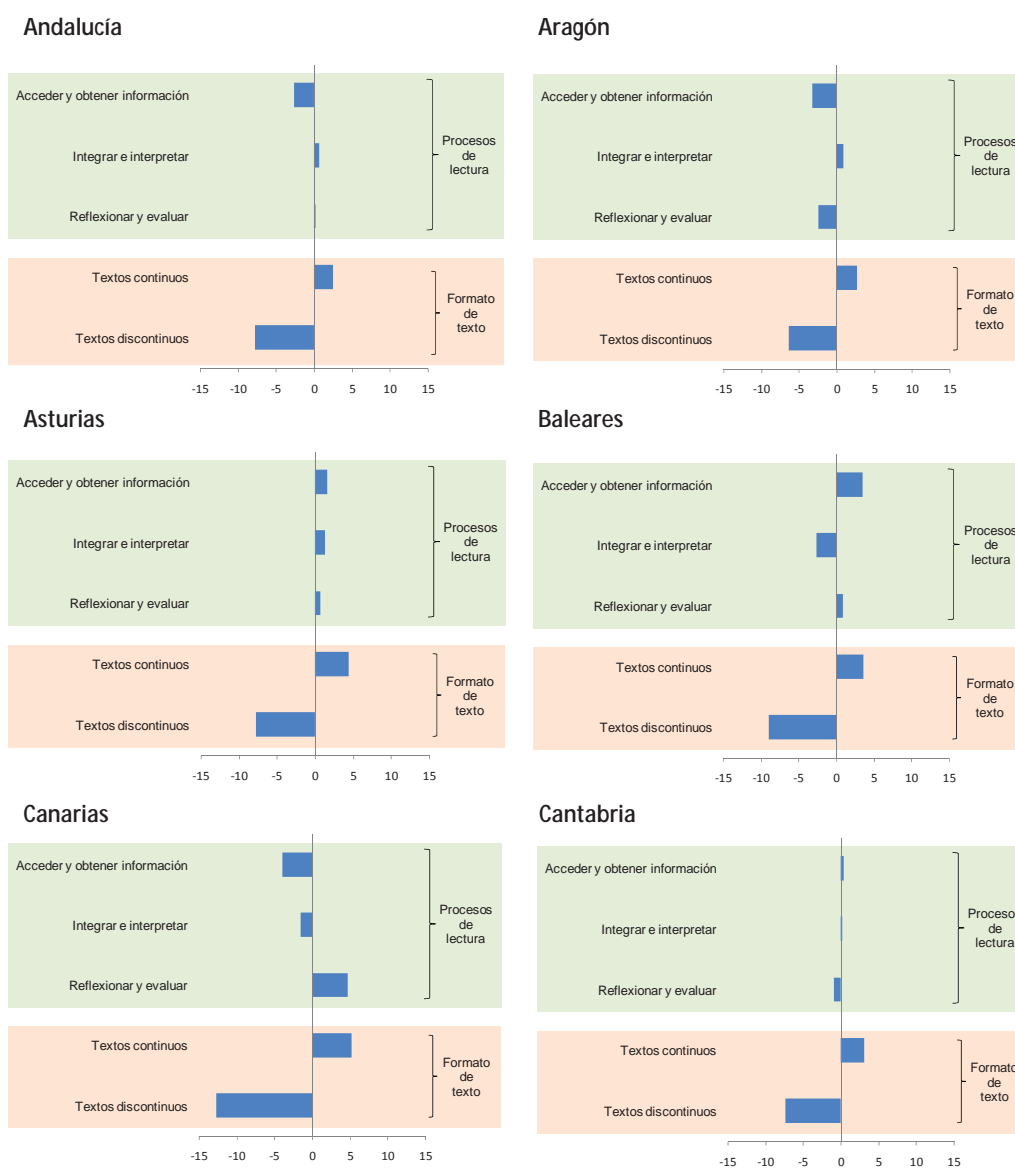 Andalucía
Acceder y obtener información
Integrar e interpretar
Reflexionar y evaluar
Procesos
de
lectura
Textos continuos
Textos discontinuos
Formato
de
texto
-15 -10 -5 0 5 10 15
Aragón
Acceder y obtener información
Integrar e interpretar
Reflexionar y evaluar
Procesos
de
lectura
Textos continuos
Textos discontinuos
Formato
de
texto
-15 -10 -5 0 5 10 15
Asturias
Acceder y obtener información
Integrar e interpretar
Reflexionar y evaluar
Procesos
de
lectura
Textos continuos
Textos discontinuos
Formato
de
texto
-15 -10 -5 0 5 10 15
Baleares
Acceder y obtener información
Integrar e interpretar
Reflexionar y evaluar
Procesos
de
lectura
Textos continuos
Textos discontinuos
Formato
de
texto
-15 -10 -5 0 5 10 15
Canarias
Acceder y obtener información
Integrar e interpretar
Reflexionar y evaluar
Procesos
de
lectura
Textos continuos
Textos discontinuos
Formato
de
texto
-15 -10 -5 0 5 10 15
Cantabria
Acceder y obtener información
Integrar e interpretar
Reflexionar y evaluar
Proceso
de
lectura
Textos continuos
Textos discontinuos
Formato
de
texto
-15 -10 -5 0 5 10 15